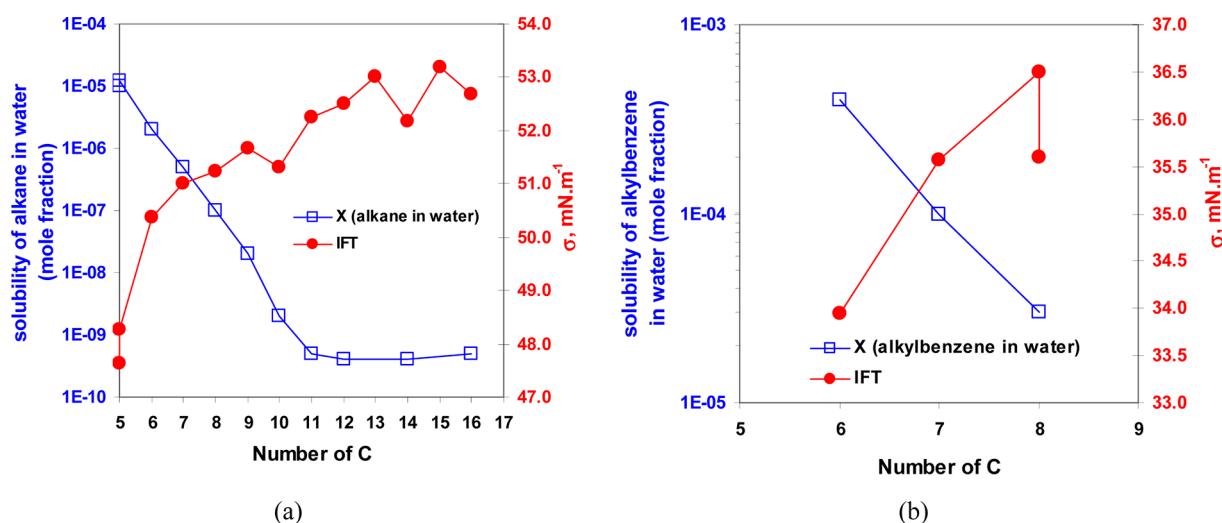 solubility of alkane in water
(mole fraction)
1E-04
1E-05
1E-06
1E-07
1E-08
1E-09
1E-10
54.0
53.0
52.0
51.0
50.0
49.0
48.0
47.0
σ, mN.m-1
X (alkane in water)
IFT
5 6 7 8 9 10 11 12 13 14 15 16 17
Number of C
(a)
solubility of alkylbenzene
in water (mole fraction)
1E-03
1E-04
1E-05
37.0
36.5
36.0
35.5
35.0
34.5
34.0
33.5
33.0
σ, mN.m-1
X (alkylbenzene in water)
IFT
5 6 7 8 9
Number of C
(b)